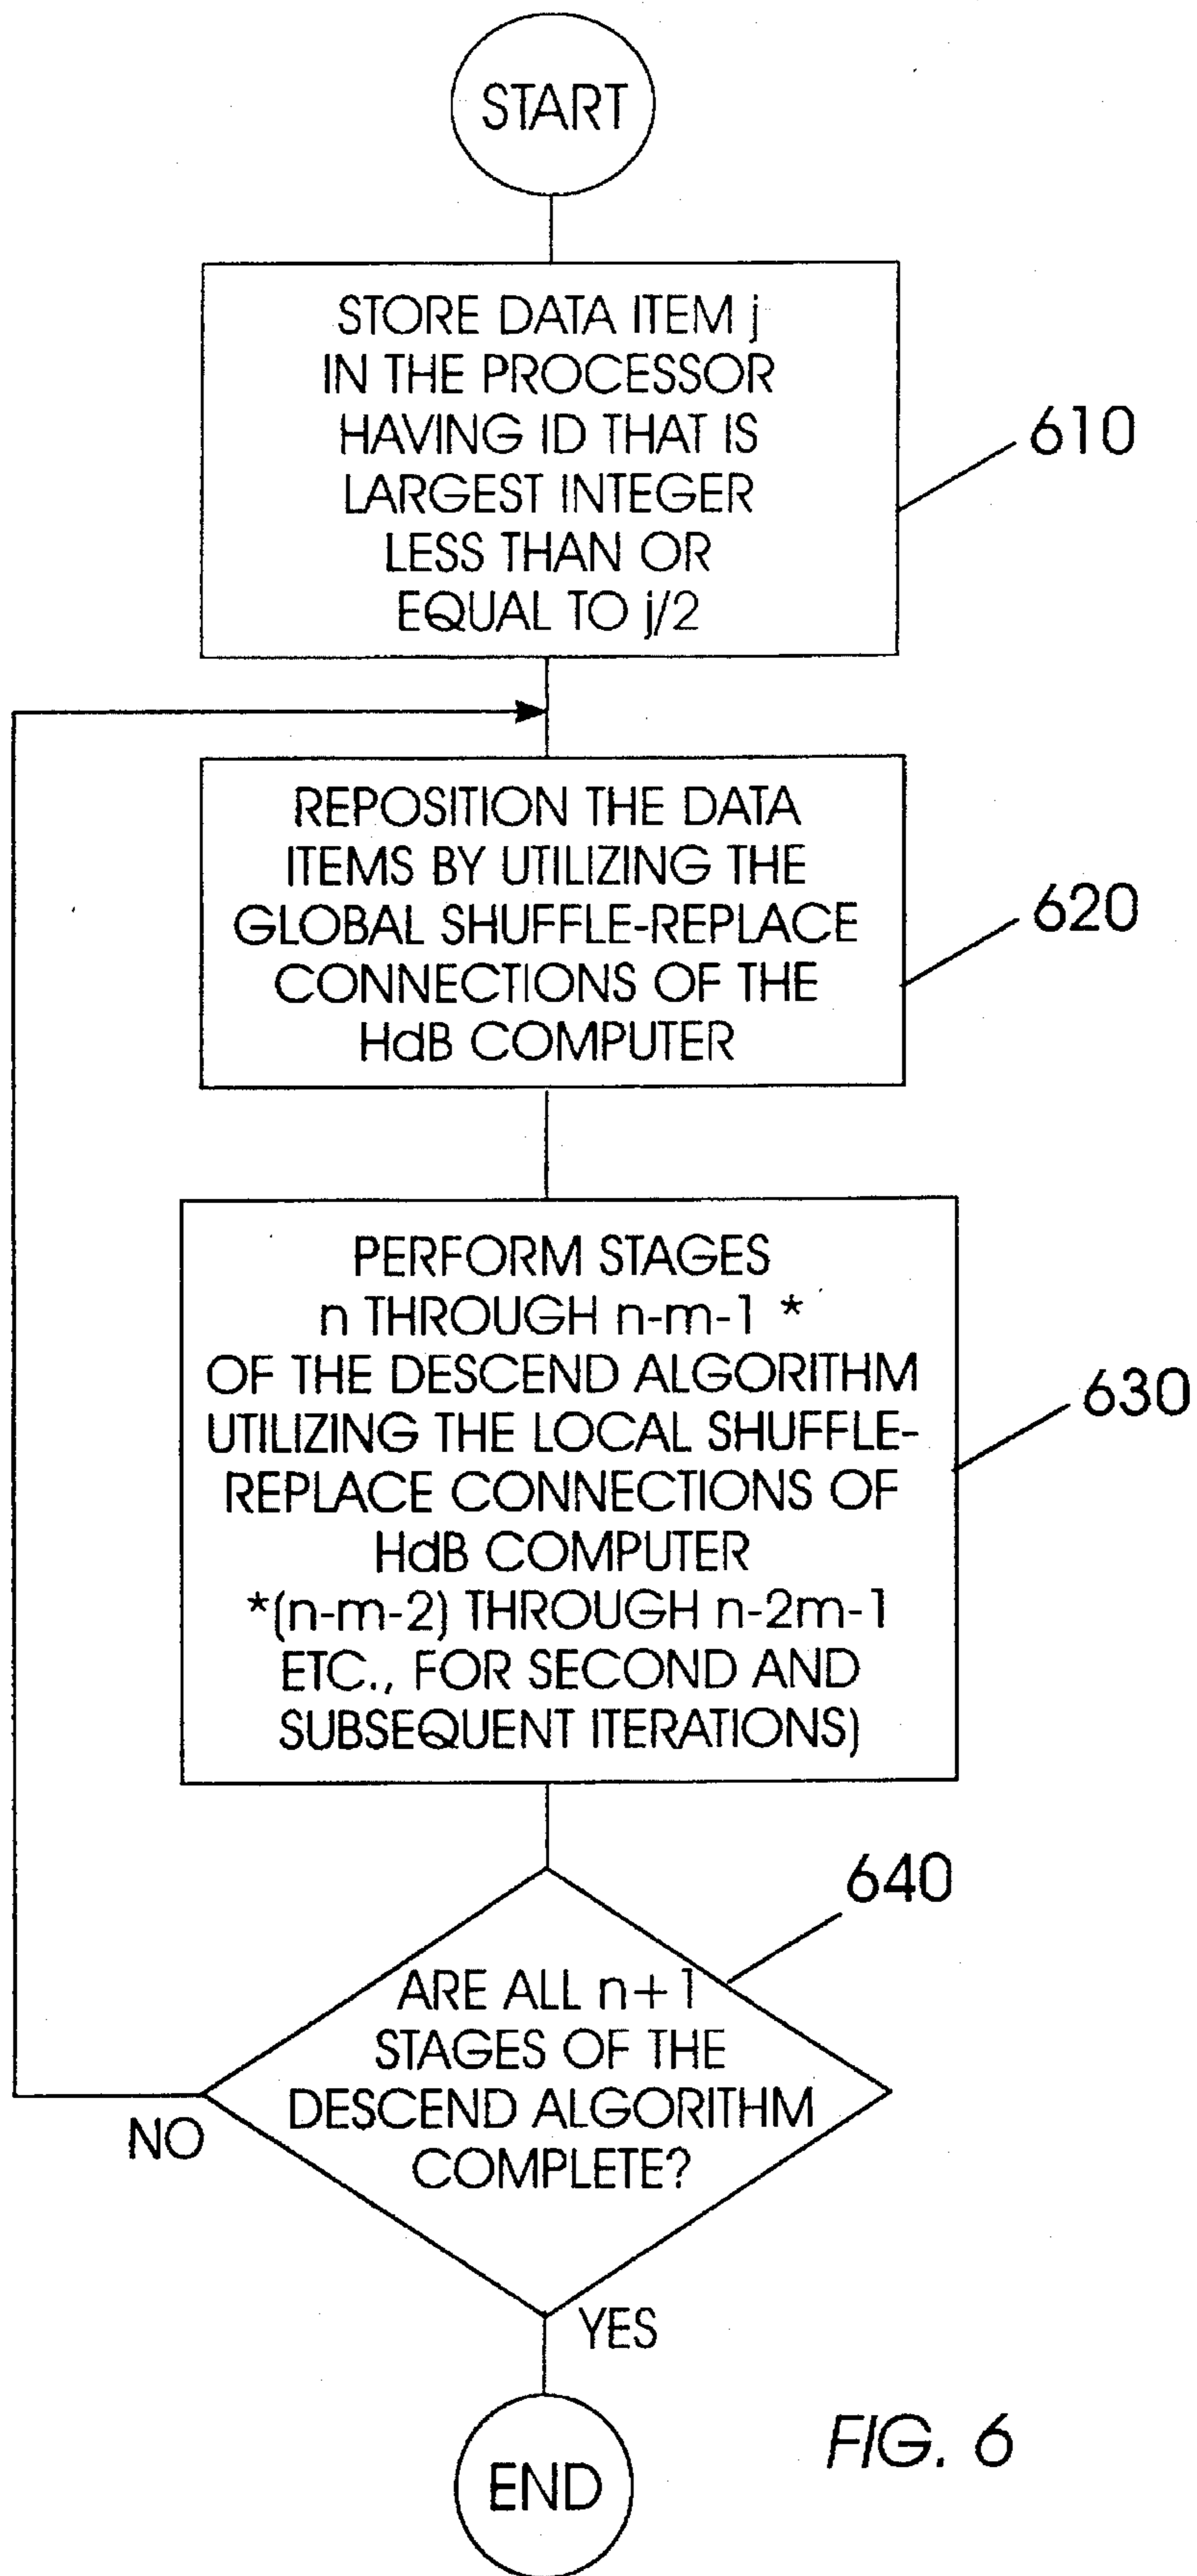 START
STORE DATA ITEM j
IN THE PROCESSOR
HAVING ID THAT IS
LARGEST INTEGER
LESS THAN OR
EQUAL TO j/2
610
REPOSITION THE DATA
ITEMS BY UTILIZING THE
GLOBAL SHUFFLE-REPLACE
CONNECTIONS OF THE
HdB COMPUTER
620
PERFORM STAGES
n THROUGH n-m-1 *
OF THE DESCEND ALGORITHM
UTILIZING THE LOCAL SHUFFLE-
REPLACE CONNECTIONS OF
HdB COMPUTER
*(n-m-2) THROUGH n-2m-1
ETC., FOR SECOND AND
SUBSEQUENT ITERATIONS)
630
640
ARE ALL n+1
STAGES OF THE
DESCEND ALGORITHM
COMPLETE?
NO
YES
END
FIG. 6